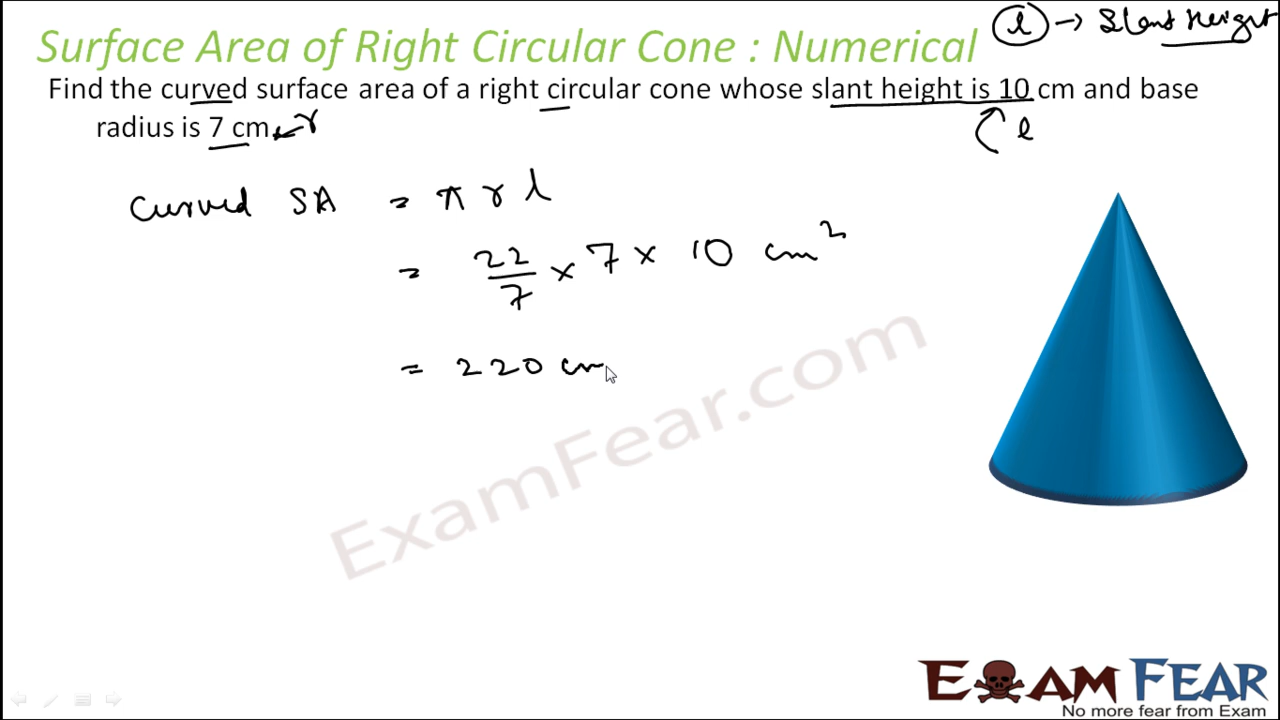 Surface Area of Right Circular Cone : Numerical
l → Slant Height
Find the curved surface area of a right circular cone whose slant height is 10 cm and base
radius is 7 cm ← r
l
Curved SA = π r l
= 22/7 × 7 × 10 cm²
= 220 cm
ExamFear.com
EXAM FEAR
No more fear from Exam